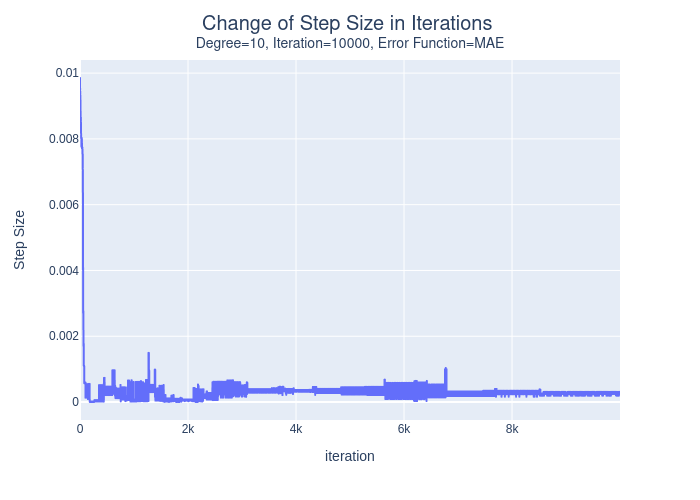 Change of Step Size in Iterations
Degree=10, Iteration=10000, Error Function=MAE
0.01
0.008
0.006
0.004
0.002
0
Step Size
0 2k 4k 6k 8k
iteration